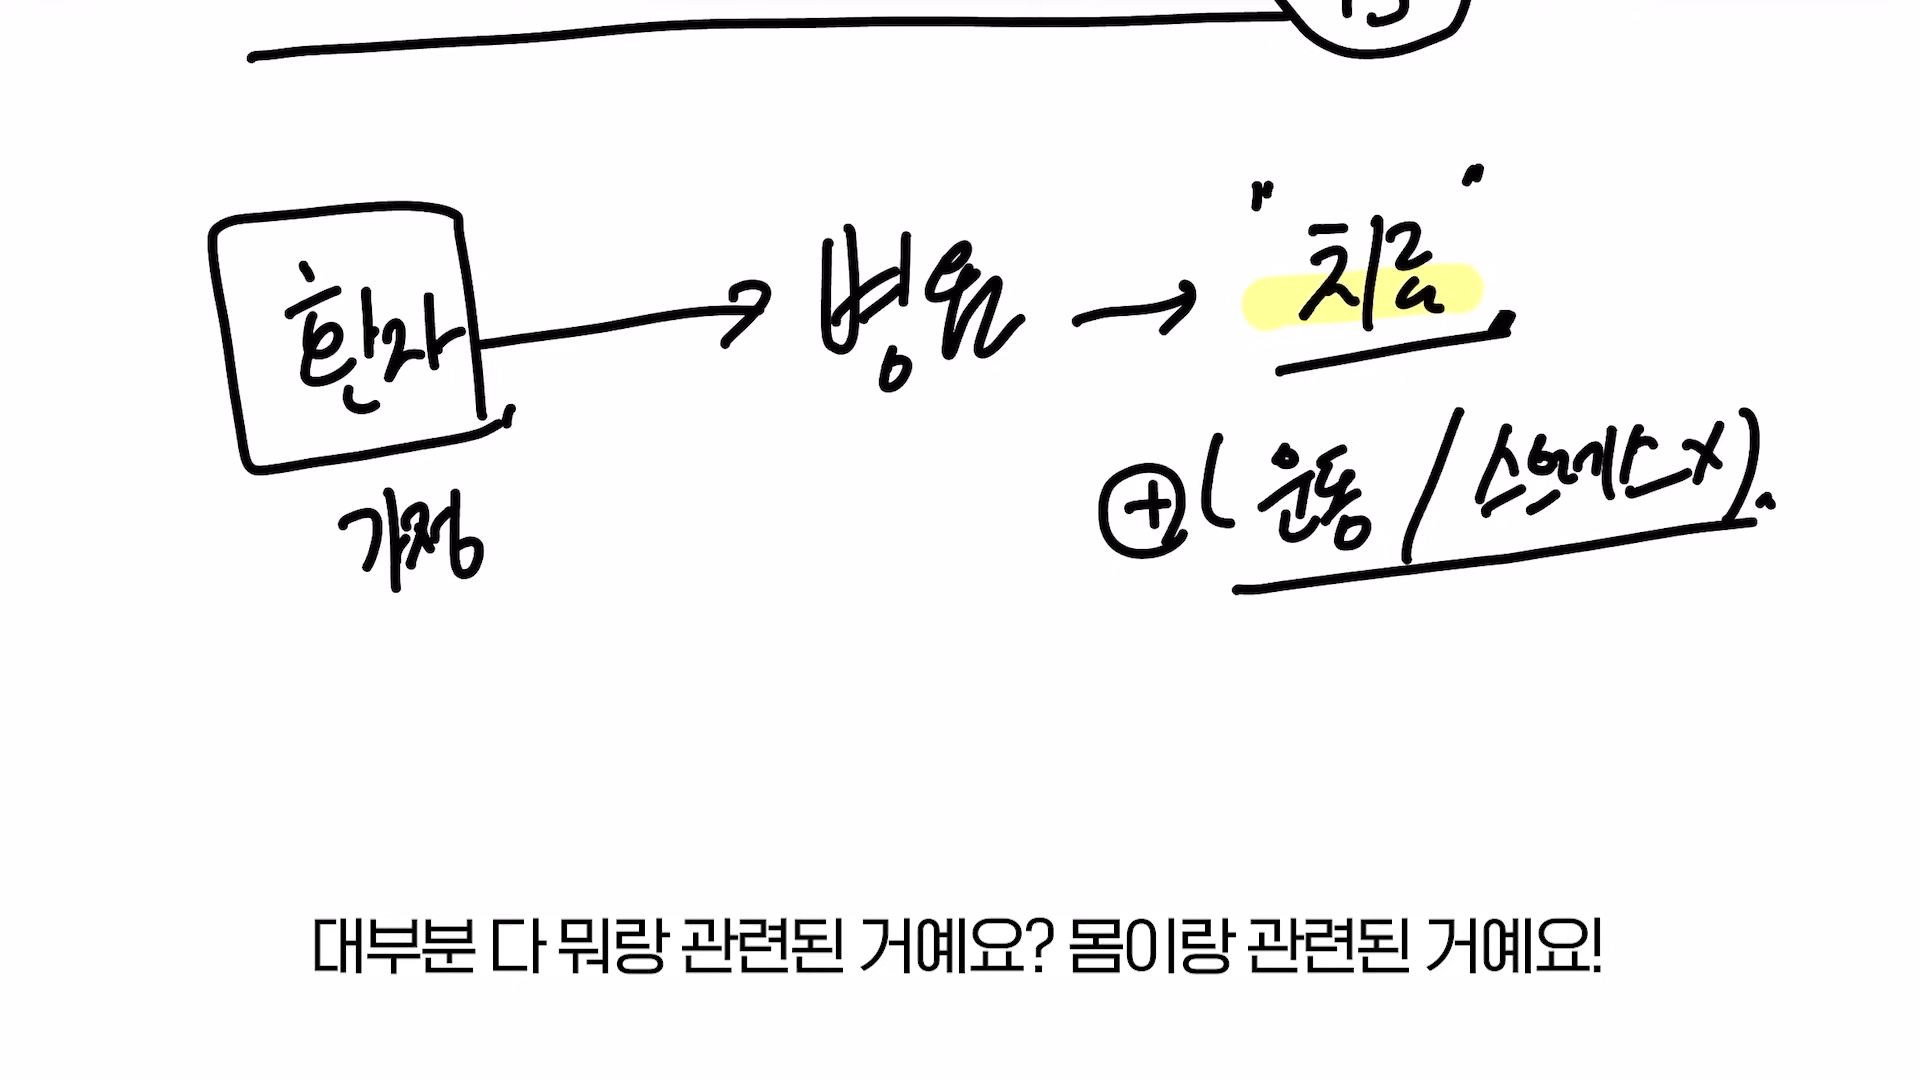 환자 → 병원 → "치료"
가정
⊕ (운동 / 스트레스 X)
대부분 다 뭐랑 관련된 거예요? 몸이랑 관련된 거예요!